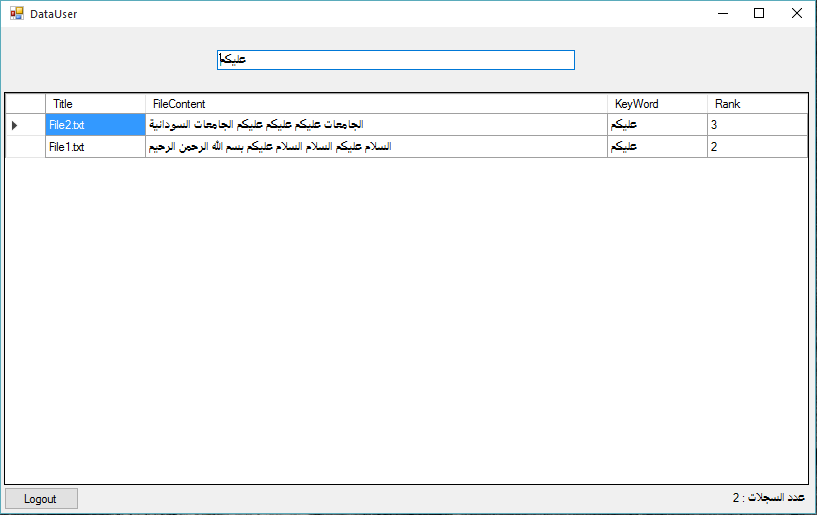 DataUser
عليكم
Title FileContent KeyWord Rank
File2.txt الجامعات عليكم عليكم عليكم الجامعات السودانية عليكم 3
File1.txt السلام عليكم السلام السلام عليكم بسم الله الرحمن الرحيم عليكم 2
Logout عدد السجلات : 2